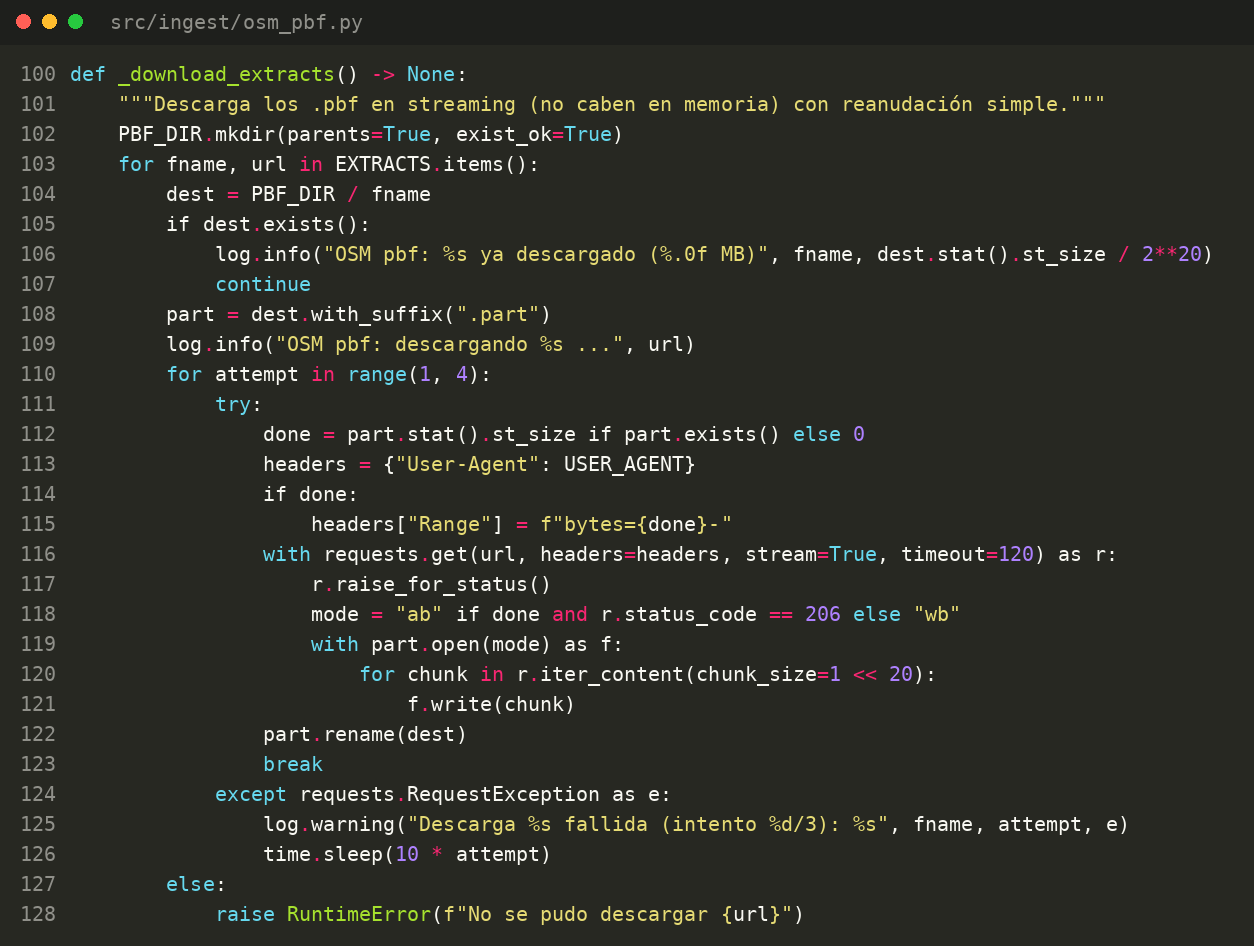 src/ingest/osm_pbf.py
100 def _download_extracts() -> None:
101     """Descarga los .pbf en streaming (no caben en memoria) con reanudación simple."""
102     PBF_DIR.mkdir(parents=True, exist_ok=True)
103     for fname, url in EXTRACTS.items():
104         dest = PBF_DIR / fname
105         if dest.exists():
106             log.info("OSM pbf: %s ya descargado (%.0f MB)", fname, dest.stat().st_size / 2**20)
107             continue
108         part = dest.with_suffix(".part")
109         log.info("OSM pbf: descargando %s ...", url)
110         for attempt in range(1, 4):
111             try:
112                 done = part.stat().st_size if part.exists() else 0
113                 headers = {"User-Agent": USER_AGENT}
114                 if done:
115                     headers["Range"] = f"bytes={done}-"
116                 with requests.get(url, headers=headers, stream=True, timeout=120) as r:
117                     r.raise_for_status()
118                     mode = "ab" if done and r.status_code == 206 else "wb"
119                     with part.open(mode) as f:
120                         for chunk in r.iter_content(chunk_size=1 << 20):
121                             f.write(chunk)
122                 part.rename(dest)
123                 break
124             except requests.RequestException as e:
125                 log.warning("Descarga %s fallida (intento %d/3): %s", fname, attempt, e)
126                 time.sleep(10 * attempt)
127         else:
128             raise RuntimeError(f"No se pudo descargar {url}")